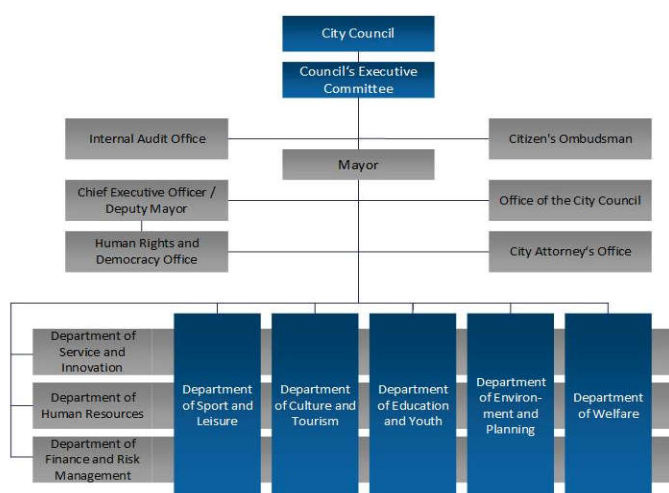 City Council
Council's Executive
Committee
Internal Audit Office
Citizen's Ombudsman
Mayor
Chief Executive Officer /
Deputy Mayor
Office of the City Council
Human Rights and
Democracy Office
City Attorney's Office
Department of
Service and
Innovation
Department of
Human Resources
Department of
Finance and Risk
Management
Department
of Sport and
Leisure
Department
of Culture and
Tourism
Department
of Education
and Youth
Department
of Environ-
ment and
Planning
Department
of Welfare